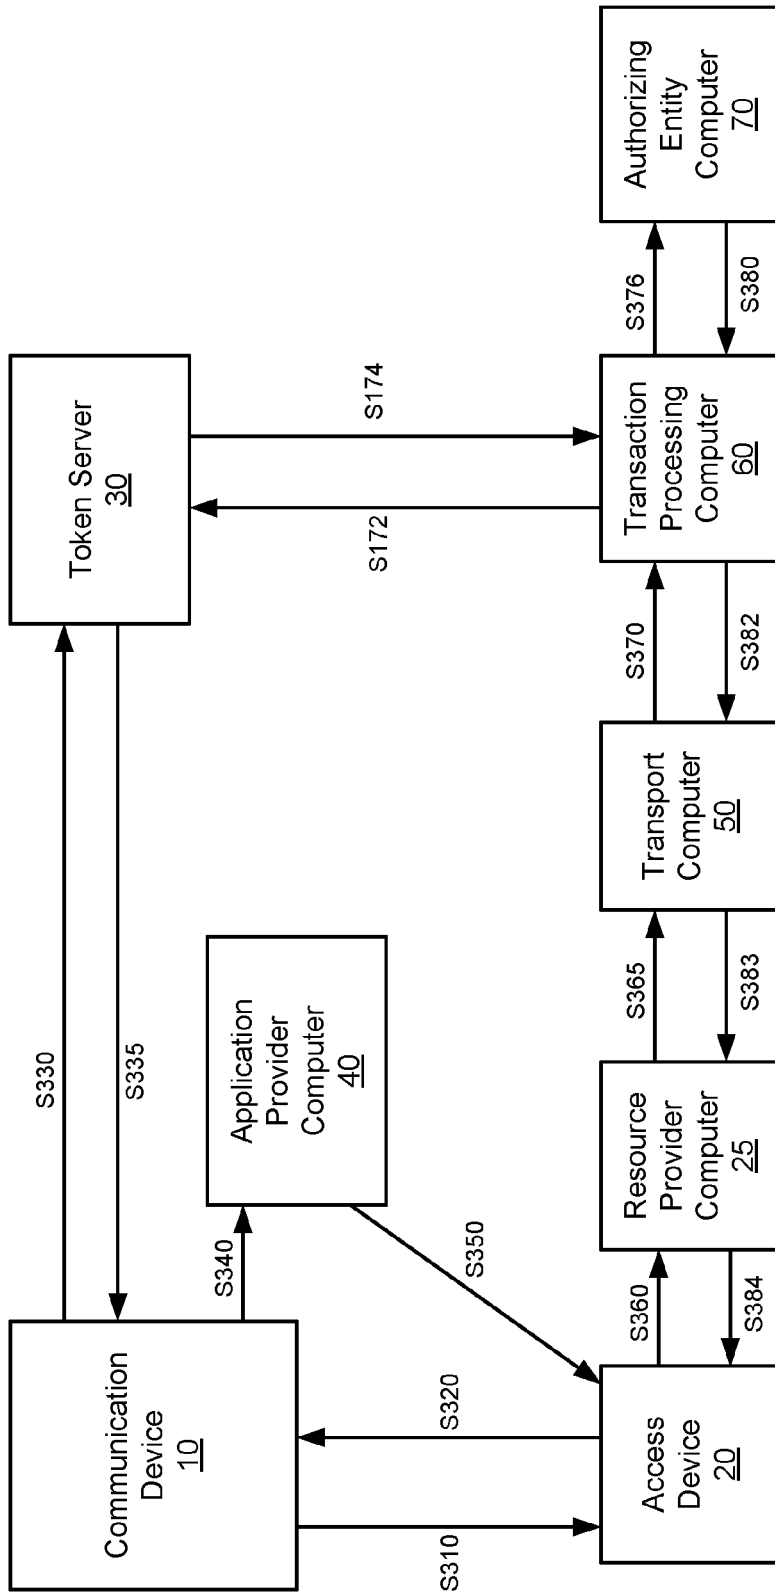 Communication
Device
10
S330
S335
Token Server
30
S340
Application
Provider
Computer
40
S350
S310
S320
S172
S174
Access
Device
20
S360
S384
Resource
Provider
Computer
25
S365
S383
Transport
Computer
50
S370
S382
Transaction
Processing
Computer
60
S376
S380
Authorizing
Entity
Computer
70